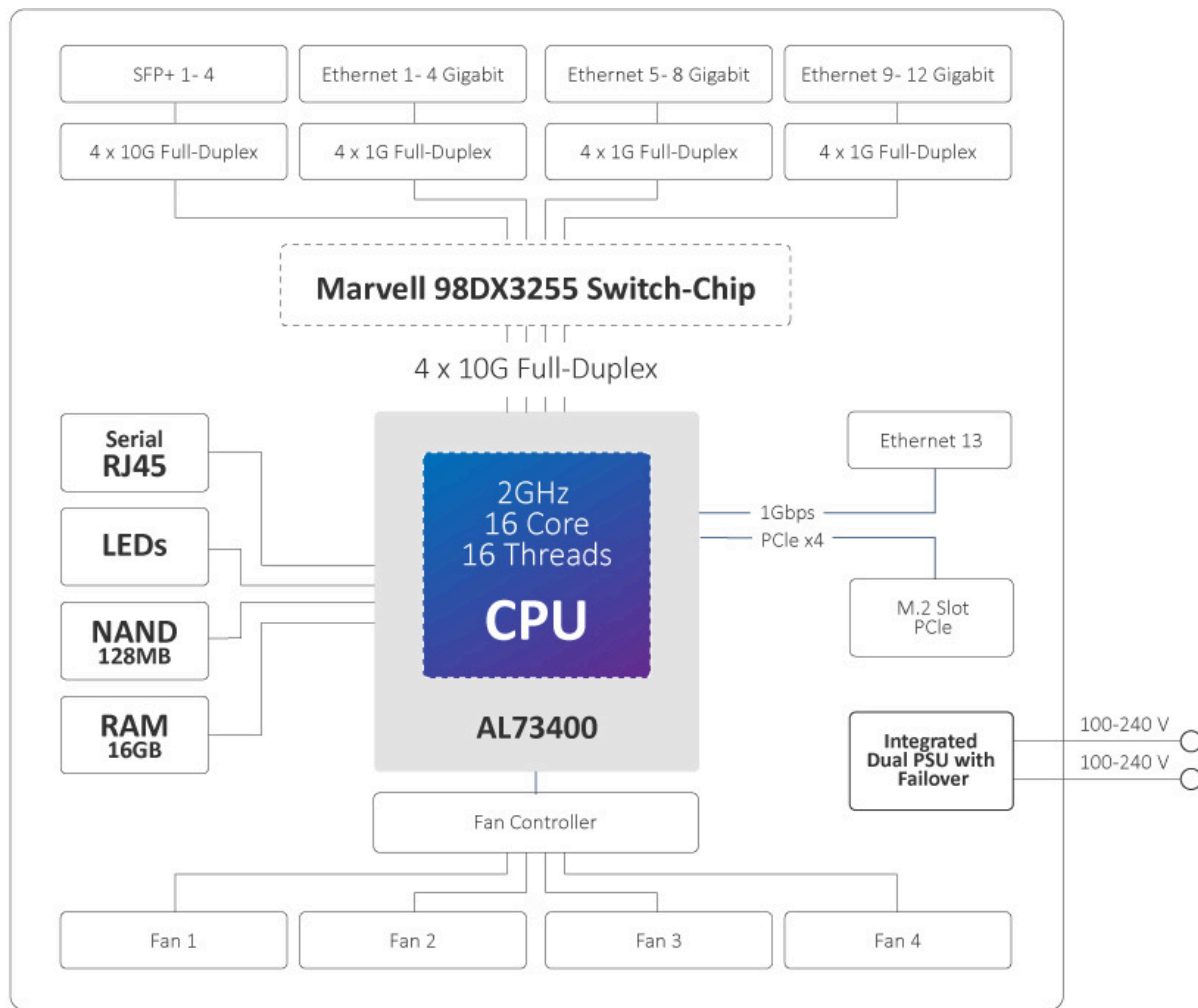 SFP+ 1- 4
Ethernet 1- 4 Gigabit
Ethernet 5- 8 Gigabit
Ethernet 9- 12 Gigabit
4 x 10G Full-Duplex
4 x 1G Full-Duplex
4 x 1G Full-Duplex
4 x 1G Full-Duplex
Marvell 98DX3255 Switch-Chip
4 x 10G Full-Duplex
Serial
RJ45
LEDs
NAND
128MB
RAM
16GB
2GHz
16 Core
16 Threads
CPU
AL73400
Ethernet 13
1Gbps
PCIe x4
M.2 Slot
PCIe
Integrated
Dual PSU with
Failover
100-240 V
100-240 V
Fan Controller
Fan 1
Fan 2
Fan 3
Fan 4